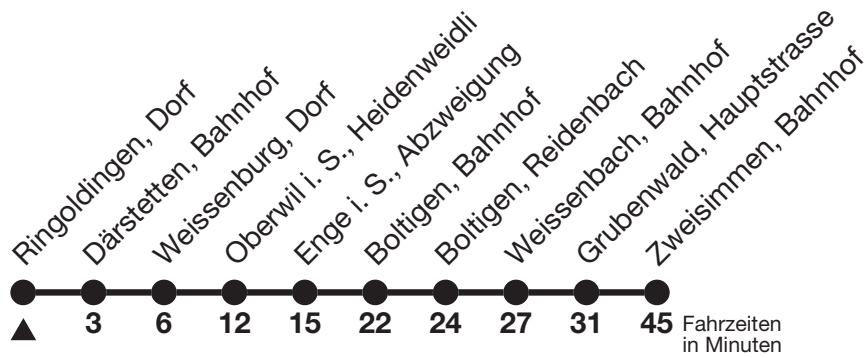 Ringoldingen, Dorf
Därstetten, Bahnhof
Weissenburg, Dorf
Oberwil i. S., Heidenweidli
Enge i. S., Abzweigung
Boltigen, Bahnhof
Boltigen, Reidenbach
Weissenbach, Bahnhof
Grubenwald, Hauptstrasse
Zweisimmen, Bahnhof
3 6 12 15 22 24 27 31 45 Fahrzeiten
in Minuten